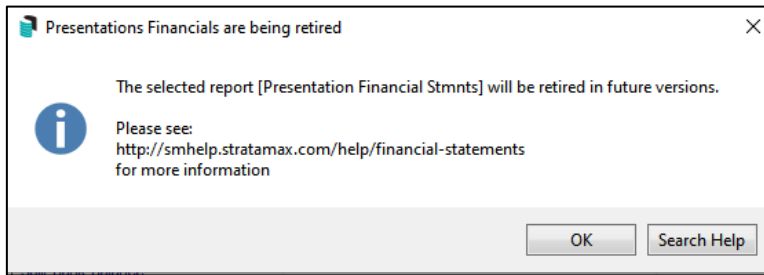 Presentations Financials are being retired
The selected report [Presentation Financial Stmnts] will be retired in future versions.
Please see:
http://smhelp.stratamax.com/help/financial-statements
for more information
OK
Search Help